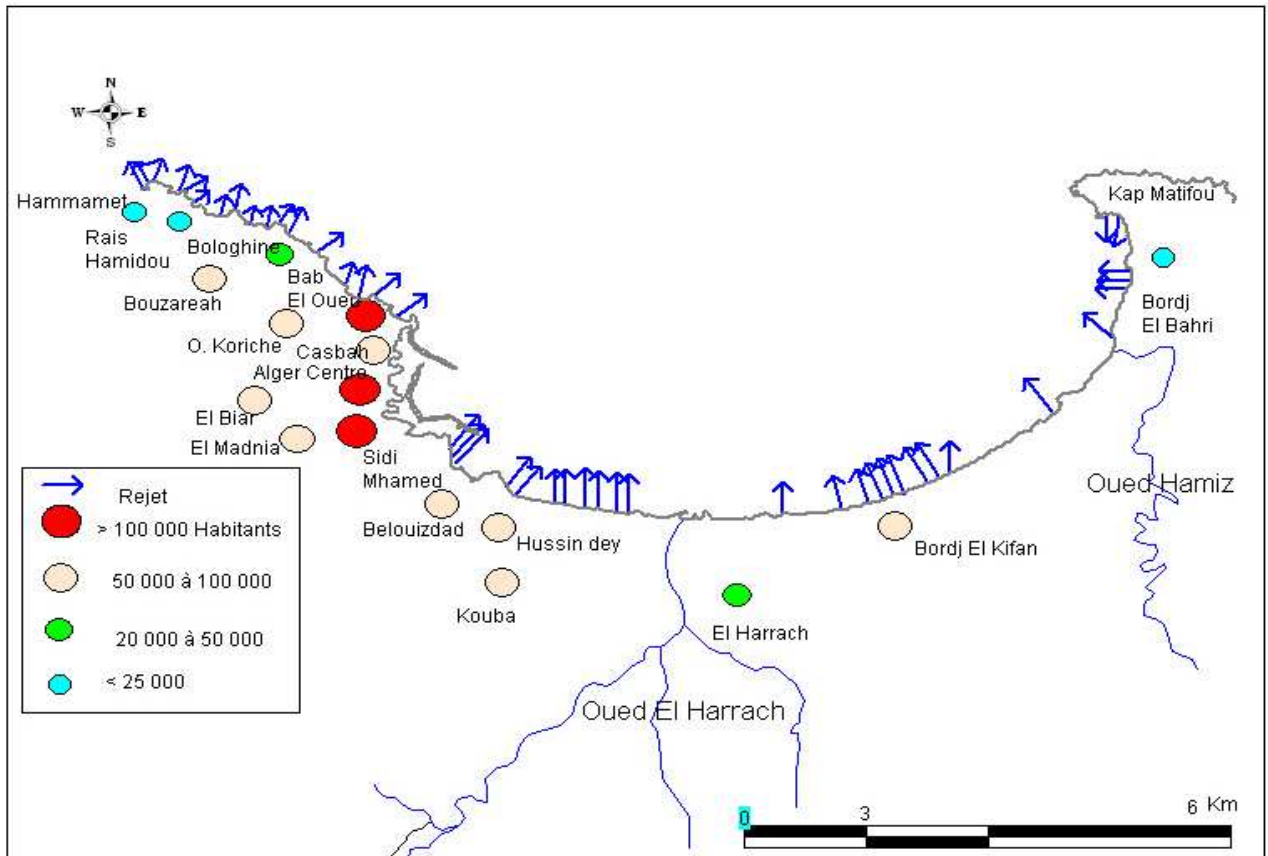 N
W E
S
Hammamet
Rais
Hamidou
Bologhine
Bouzareah
Bab
El Oued
O. Koriche
Casbah
Alger Centre
El Biar
El Madnia
Sidi
Mhamed
Belouizdad
Hussin dey
Kouba
El Harrach
Bordj El Kifan
Kap Matifou
Bordj
El Bahri
Oued Hamiz
Oued El Harrach
Rejet
> 100 000 Habitants
50 000 à 100 000
20 000 à 50 000
< 25 000
0 3 6 Km